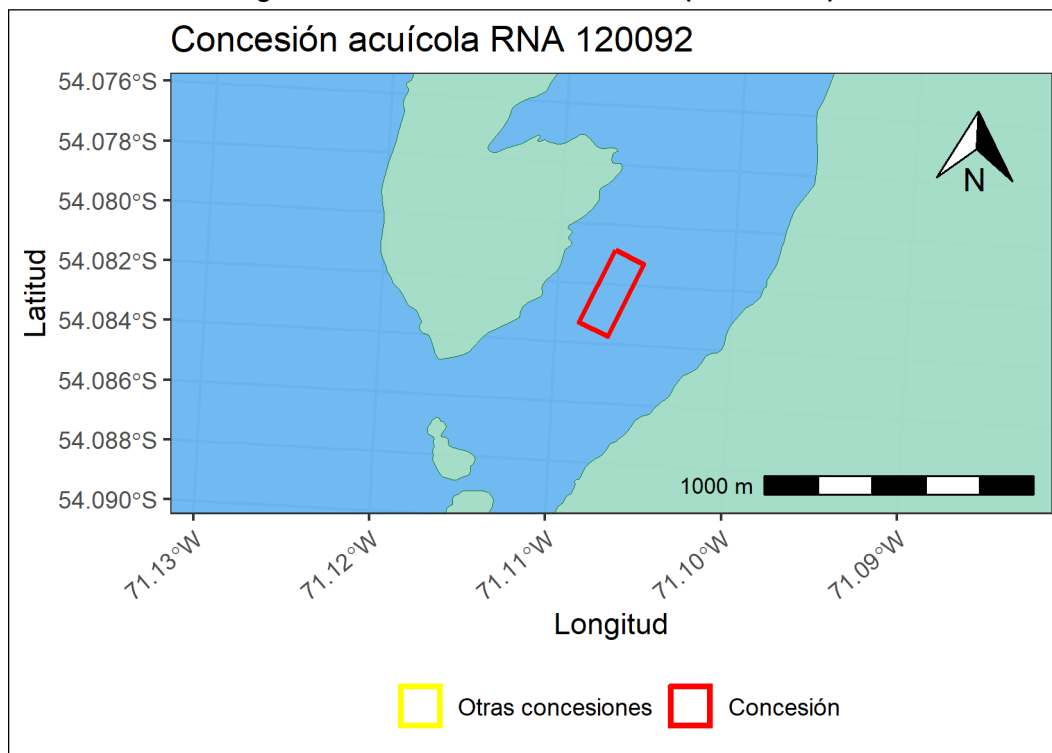 Concesión acuícola RNA 120092
54.076°S
54.078°S
54.080°S
54.082°S
54.084°S
54.086°S
54.088°S
54.090°S
Latitud
N
1000 m
71.13°W
71.12°W
71.11°W
71.10°W
71.09°W
Longitud
Otras concesiones
Concesión